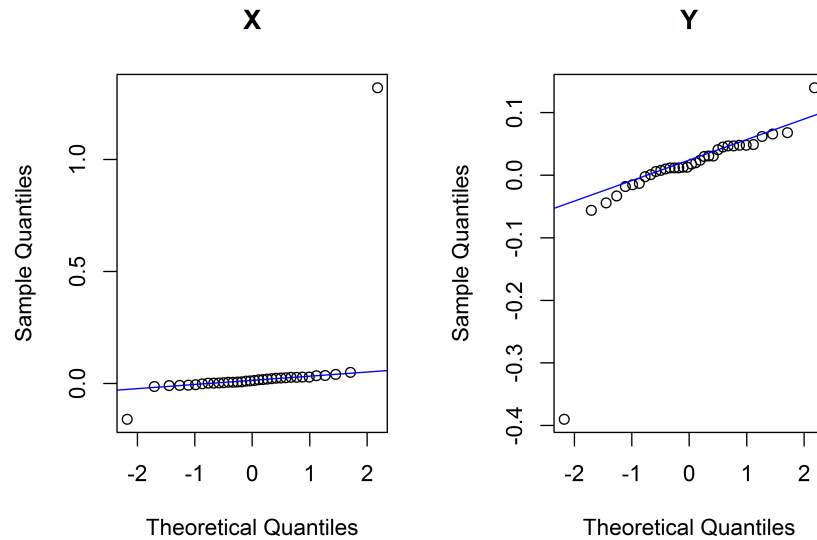 X
Sample Quantiles
1.0
0.5
0.0
-2 -1 0 1 2
Theoretical Quantiles
Y
Sample Quantiles
0.1
0.0
-0.1
-0.2
-0.3
-0.4
-2 -1 0 1 2
Theoretical Quantiles